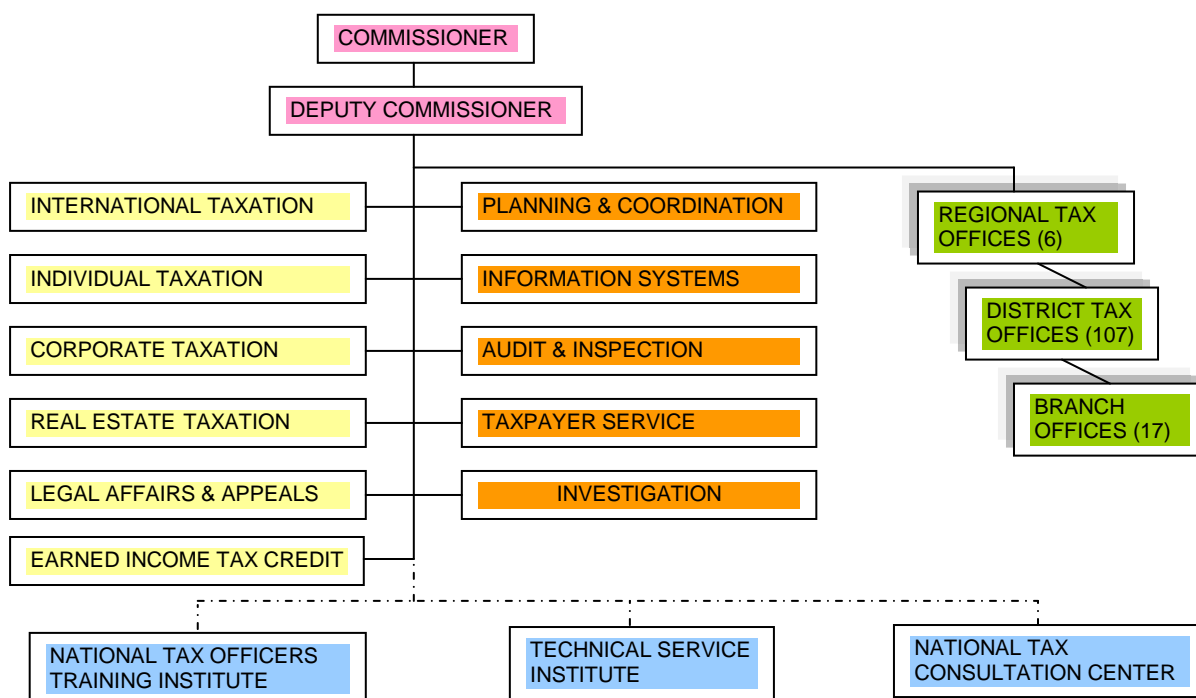 COMMISSIONER
DEPUTY COMMISSIONER
INTERNATIONAL TAXATION
PLANNING & COORDINATION
REGIONAL TAX
OFFICES (6)
INDIVIDUAL TAXATION
INFORMATION SYSTEMS
DISTRICT TAX
OFFICES (107)
CORPORATE TAXATION
AUDIT & INSPECTION
REAL ESTATE TAXATION
TAXPAYER SERVICE
BRANCH
OFFICES (17)
LEGAL AFFAIRS & APPEALS
INVESTIGATION
EARNED INCOME TAX CREDIT
NATIONAL TAX OFFICERS
TRAINING INSTITUTE
TECHNICAL SERVICE
INSTITUTE
NATIONAL TAX
CONSULTATION CENTER